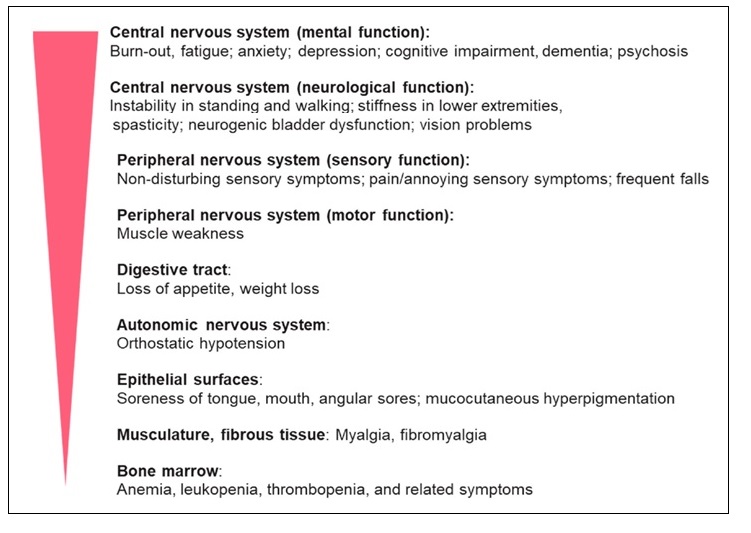 Central nervous system (mental function):
Burn-out, fatigue; anxiety; depression; cognitive impairment, dementia; psychosis
Central nervous system (neurological function):
Instability in standing and walking; stiffness in lower extremities,
spasticity; neurogenic bladder dysfunction; vision problems
Peripheral nervous system (sensory function):
Non-disturbing sensory symptoms; pain/annoying sensory symptoms; frequent falls
Peripheral nervous system (motor function):
Muscle weakness
Digestive tract:
Loss of appetite, weight loss
Autonomic nervous system:
Orthostatic hypotension
Epithelial surfaces:
Soreness of tongue, mouth, angular sores; mucocutaneous hyperpigmentation
Musculature, fibrous tissue: Myalgia, fibromyalgia
Bone marrow:
Anemia, leukopenia, thrombopenia, and related symptoms